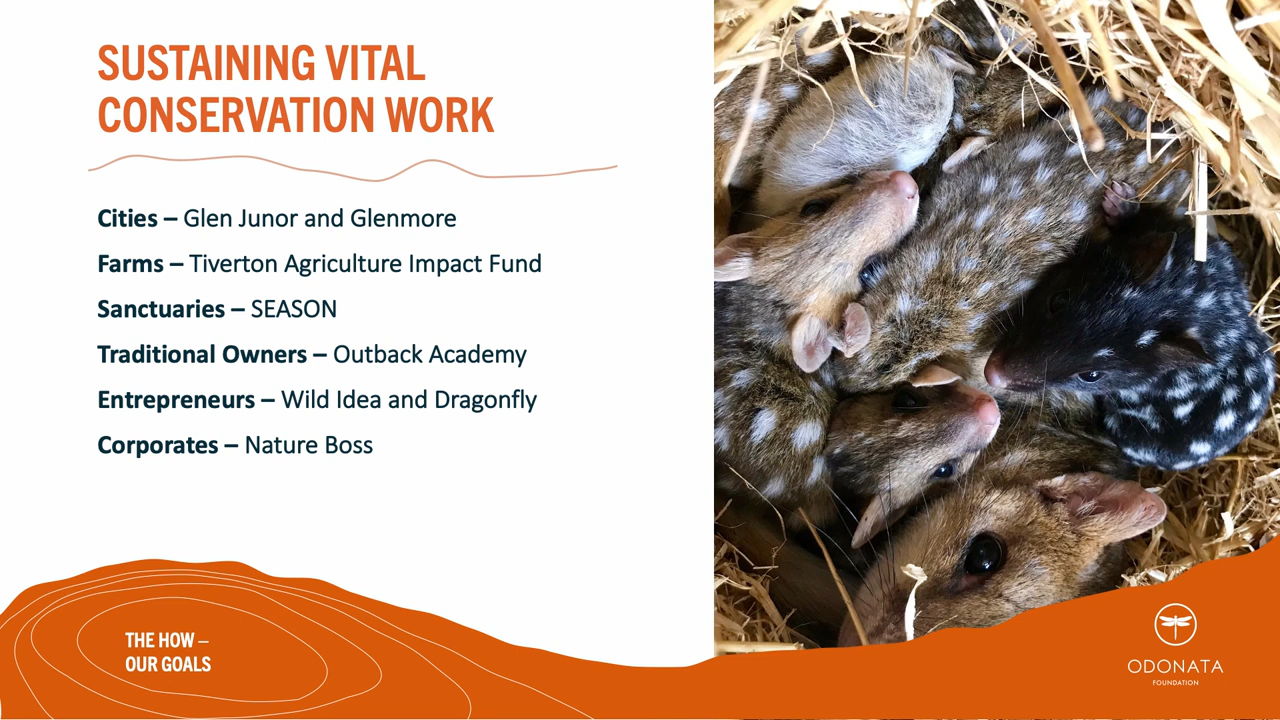 SUSTAINING VITAL
CONSERVATION WORK
Cities – Glen Junor and Glenmore
Farms – Tiverton Agriculture Impact Fund
Sanctuaries – SEASON
Traditional Owners – Outback Academy
Entrepreneurs – Wild Idea and Dragonfly
Corporates – Nature Boss
THE HOW –
OUR GOALS
ODONATA
FOUNDATION